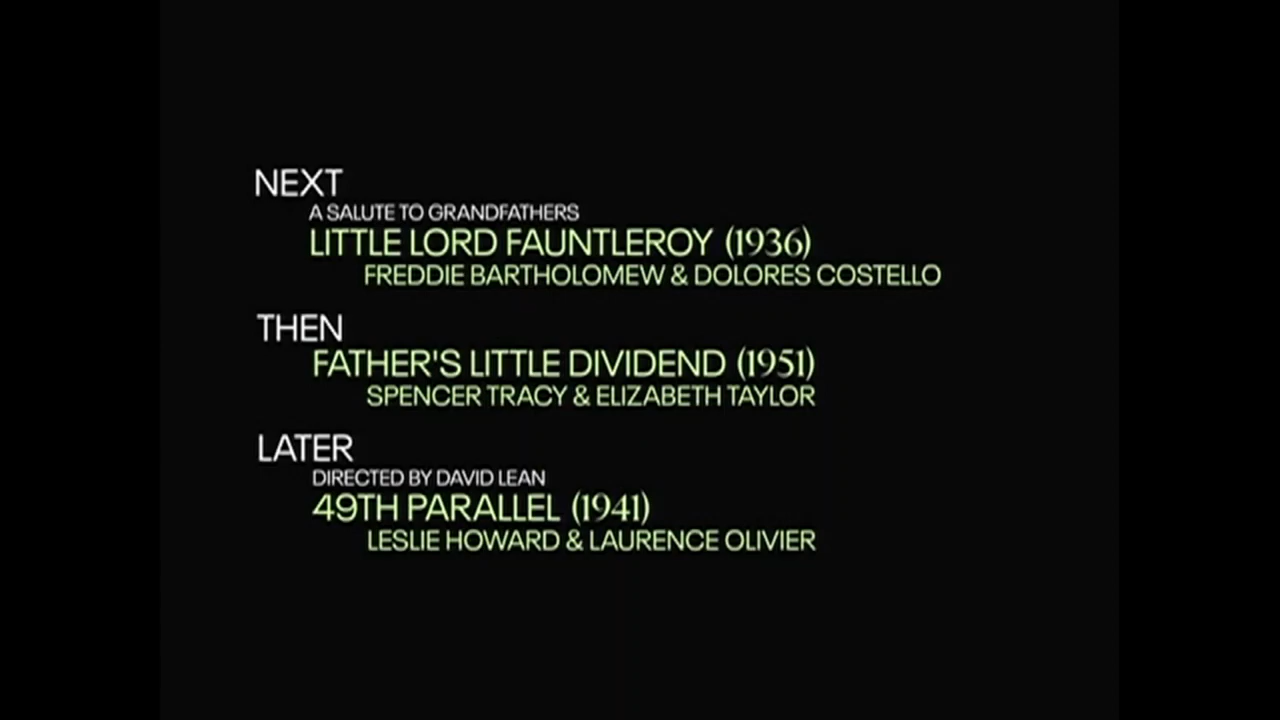 NEXT
A SALUTE TO GRANDFATHERS
LITTLE LORD FAUNTLEROY (1936)
FREDDIE BARTHOLOMEW & DOLORES COSTELLO
THEN
FATHER'S LITTLE DIVIDEND (1951)
SPENCER TRACY & ELIZABETH TAYLOR
LATER
DIRECTED BY DAVID LEAN
49TH PARALLEL (1941)
LESLIE HOWARD & LAURENCE OLIVIER